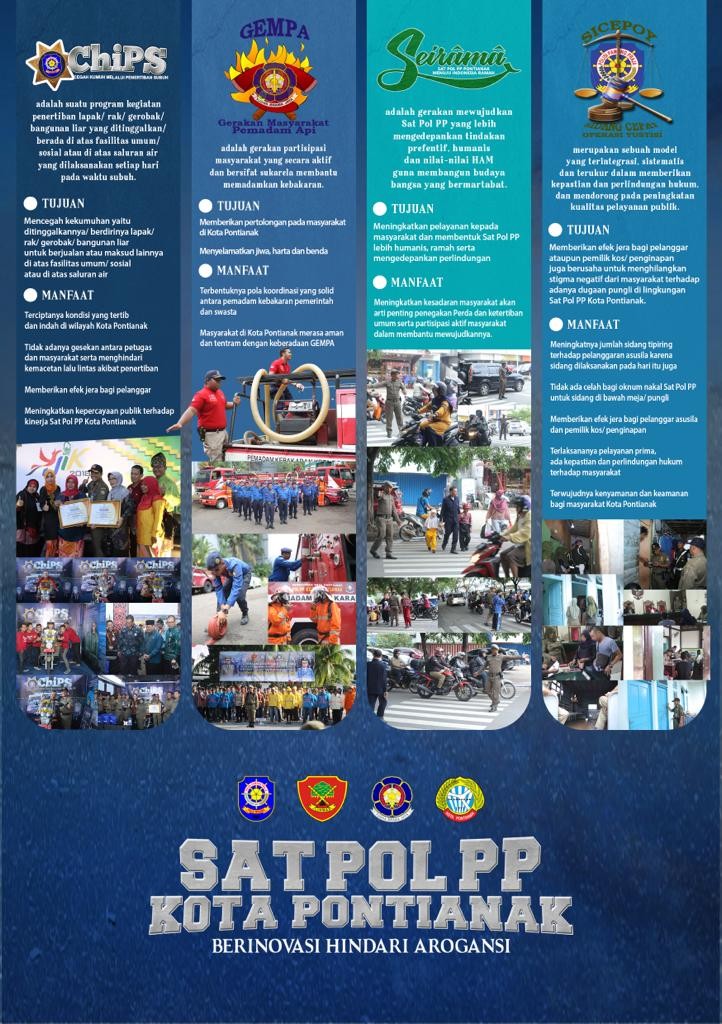 ChiPS
CEGAH KUMUH MELALUI PENERTIBAN SUBUH
adalah suatu program kegiatan
penertiban lapak/ rak/ gerobak/
bangunan liar yang ditinggalkan/
berada di atas fasilitas umum/
sosial atau di atas saluran air
yang dilaksanakan setiap hari
pada waktu subuh.
TUJUAN
Mencegah kekumuhan yaitu
ditinggalkannya/ berdirinya lapak/
rak/ gerobak/ bangunan liar
untuk berjualan atau maksud lainnya
di atas fasilitas umum/ sosial
atau di atas saluran air
MANFAAT
Terciptanya kondisi yang tertib
dan indah di wilayah Kota Pontianak
Tidak adanya gesekan antara petugas
dan masyarakat serta menghindari
kemacetan lalu lintas akibat penertiban
Memberikan efek jera bagi pelanggar
Meningkatkan kepercayaan publik terhadap
kinerja Sat Pol PP Kota Pontianak
ChiPS
ChiPS
ChiPS
ChiPS
ChiPS
GEMPA
Gerakan Masyarakat
Pemadam Api
adalah gerakan partisipasi
masyarakat yang secara aktif
dan bersifat sukarela membantu
memadamkan kebakaran.
TUJUAN
Memberikan pertolongan pada masyarakat
di Kota Pontianak
Menyelamatkan jiwa, harta dan benda
MANFAAT
Terbentuknya pola koordinasi yang solid
antara pemadam kebakaran pemerintah
dan swasta
Masyarakat di Kota Pontianak merasa aman
dan tentram dengan keberadaan GEMPA
Seirama
SAT POL PP PONTIANAK
MENUJU INDONESIA RAMAH
adalah gerakan mewujudkan
Sat Pol PP yang lebih
mengedepankan tindakan
prefentif, humanis
dan nilai-nilai HAM
guna membangun budaya
bangsa yang bermartabat.
TUJUAN
Meningkatkan pelayanan kepada
masyarakat dan membentuk Sat Pol PP
lebih humanis, ramah serta
mengedepankan perlindungan
MANFAAT
Meningkatkan kesadaran masyarakat akan
arti penting penegakan Perda dan ketertiban
umum serta partisipasi aktif masyarakat
dalam membantu mewujudkannya.
SICEPOY
SIDANG CEPAT
OPERASI YUSTISI
merupakan sebuah model
yang terintegrasi, sistematis
dan terukur dalam memberikan
kepastian dan perlindungan hukum,
dan mendorong pada peningkatan
kualitas pelayanan publik.
TUJUAN
Memberikan efek jera bagi pelanggar
ataupun pemilik kos/ penginapan
juga berusaha untuk menghilangkan
stigma negatif dari masyarakat terhadap
adanya dugaan pungli di lingkungan
Sat Pol PP Kota Pontianak.
MANFAAT
Meningkatnya jumlah sidang tipiring
terhadap pelanggaran asusila karena
sidang dilaksanakan pada hari itu juga
Tidak ada celah bagi oknum nakal Sat Pol PP
untuk sidang di bawah meja/ pungli
Memberikan efek jera bagi pelanggar asusila
dan pemilik kos/ penginapan
Terlaksananya pelayanan prima,
ada kepastian dan perlindungan hukum
terhadap masyarakat
Terwujudnya kenyamanan dan keamanan
bagi masyarakat Kota Pontianak
SAT POL PP
KOTA PONTIANAK
BERINOVASI HINDARI AROGANSI